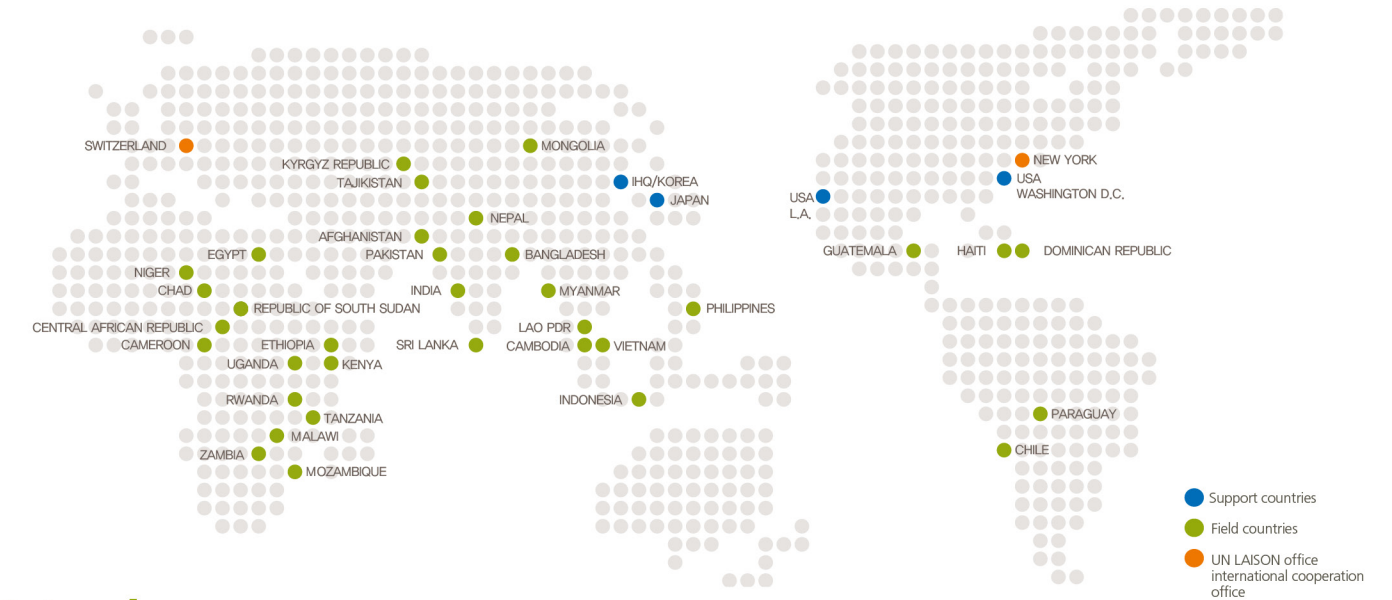 SWITZERLAND
MONGOLIA
NEW YORK
KYRGYZ REPUBLIC
TAJIKISTAN
IHQ/KOREA
USA
WASHINGTON D.C.
JAPAN
USA
L.A.
NEPAL
AFGHANISTAN
EGYPT
PAKISTAN
BANGLADESH
GUATEMALA
HAITI
DOMINICAN REPUBLIC
NIGER
CHAD
INDIA
MYANMAR
REPUBLIC OF SOUTH SUDAN
PHILIPPINES
CENTRAL AFRICAN REPUBLIC
LAO PDR
CAMEROON
ETHIOPIA
SRI LANKA
CAMBODIA
VIETNAM
UGANDA
KENYA
RWANDA
INDONESIA
TANZANIA
PARAGUAY
MALAWI
ZAMBIA
CHILE
MOZAMBIQUE
Support countries
Field countries
UN LAISON office
international cooperation
office